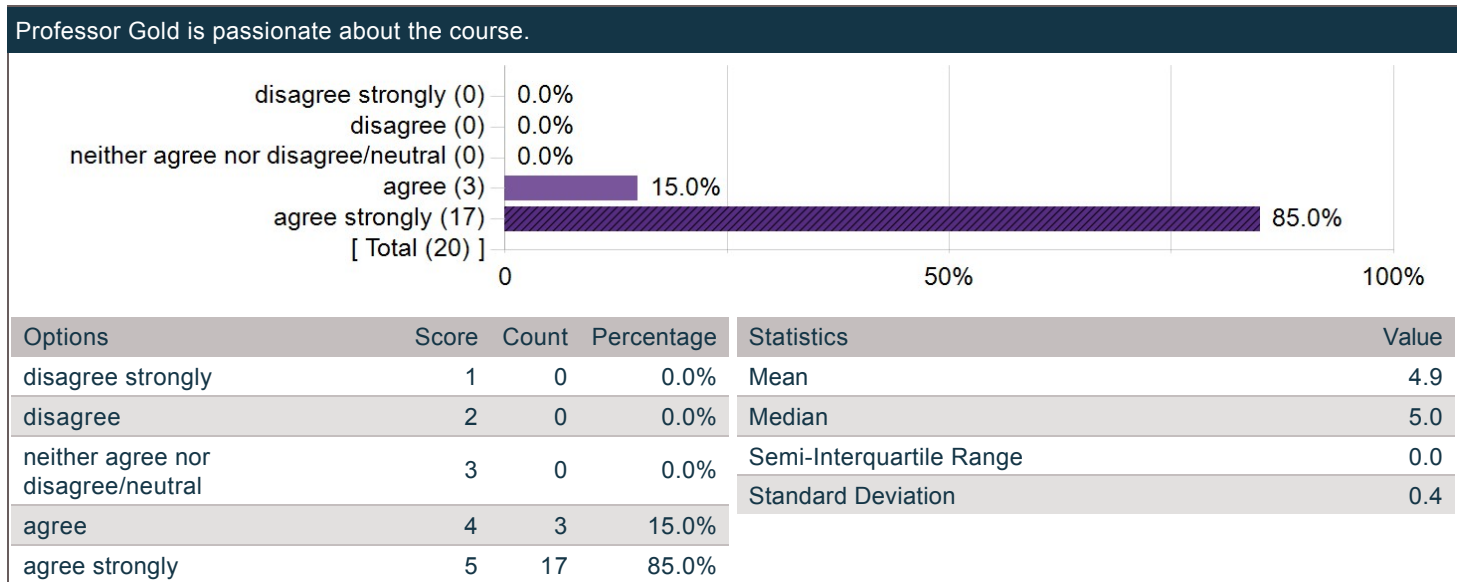 Professor Gold is passionate about the course.
disagree strongly (0) 0.0%
disagree (0) 0.0%
neither agree nor disagree/neutral (0) 0.0%
agree (3) 15.0%
agree strongly (17) 85.0%
[ Total (20) ]
0 50% 100%
Options Score Count Percentage
disagree strongly 1 0 0.0%
disagree 2 0 0.0%
neither agree nor
disagree/neutral 3 0 0.0%
agree 4 3 15.0%
agree strongly 5 17 85.0%
Statistics Value
Mean 4.9
Median 5.0
Semi-Interquartile Range 0.0
Standard Deviation 0.4